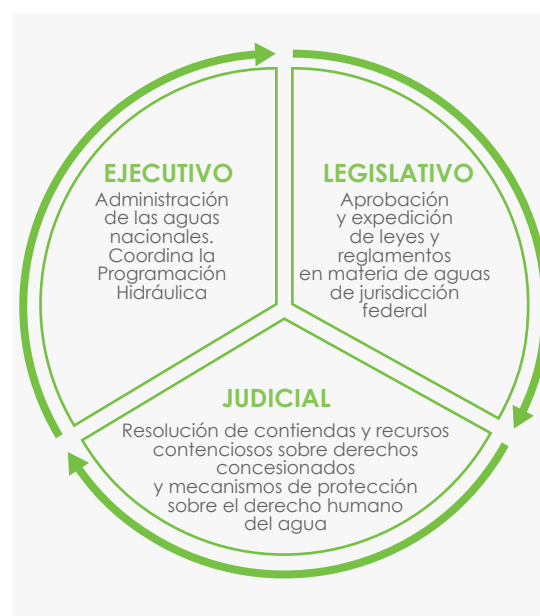 EJECUTIVO
Administración
de las aguas
nacionales.
Coordina la
Programación
Hidráulica
LEGISLATIVO
Aprobación
y expedición
de leyes y
reglamentos
en materia de aguas
de jurisdicción
federal
JUDICIAL
Resolución de contiendas y recursos
contenciosos sobre derechos
concesionados
y mecanismos de protección
sobre el derecho humano
del agua